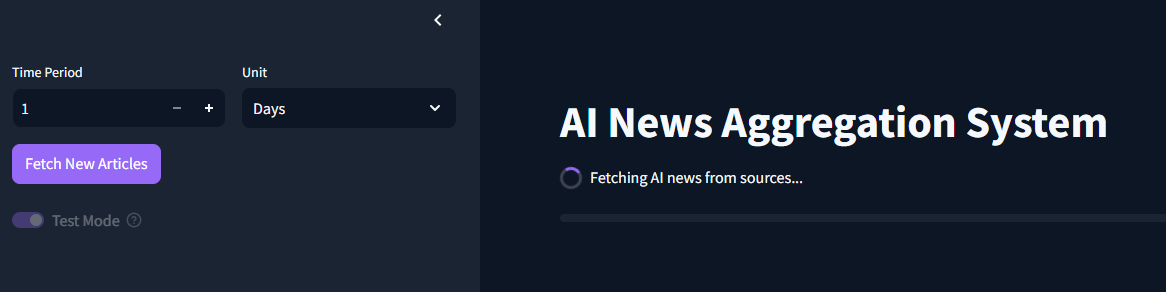 Time Period
Unit
1
Days
Fetch New Articles
Test Mode
AI News Aggregation System
Fetching AI news from sources...